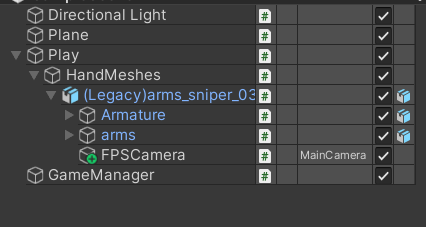 Directional Light #
Plane #
Play #
HandMeshes #
(Legacy)arms_sniper_03 #
Armature #
arms #
FPSCamera # MainCamera
GameManager #